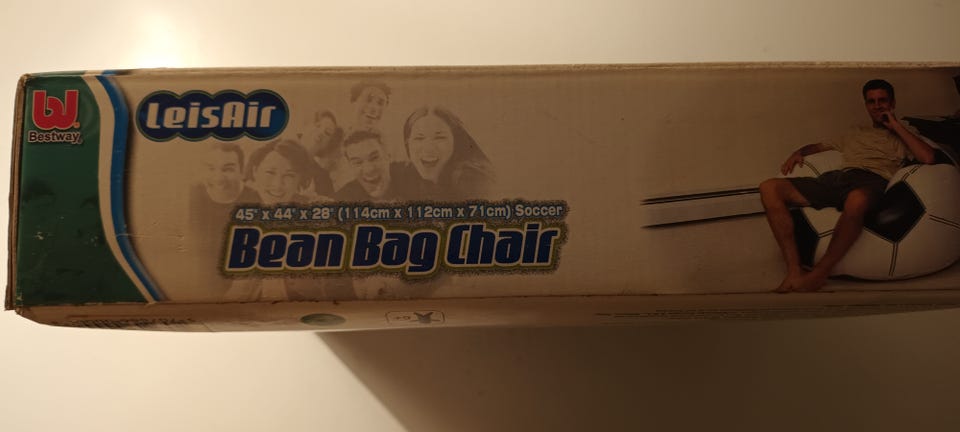 Bestway
LeisAir
45" x 44" x 28" (114cm x 112cm x 71cm) Soccer
Bean Bag Chair